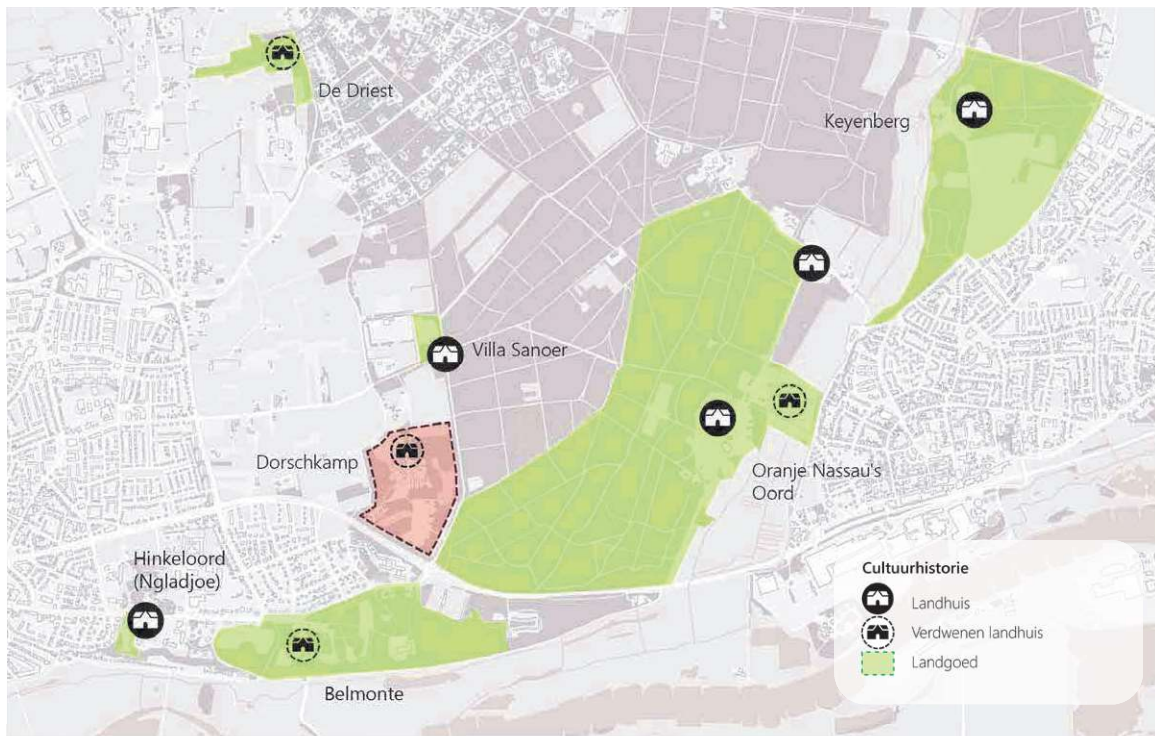 De Driest
Keyenberg
Villa Sanoer
Dorschkamp
Oranje Nassau's
Oord
Hinkeloord
(Ngladjoe)
Belmonte
Cultuurhistorie
Landhuis
Verdwenen landhuis
Landgoed